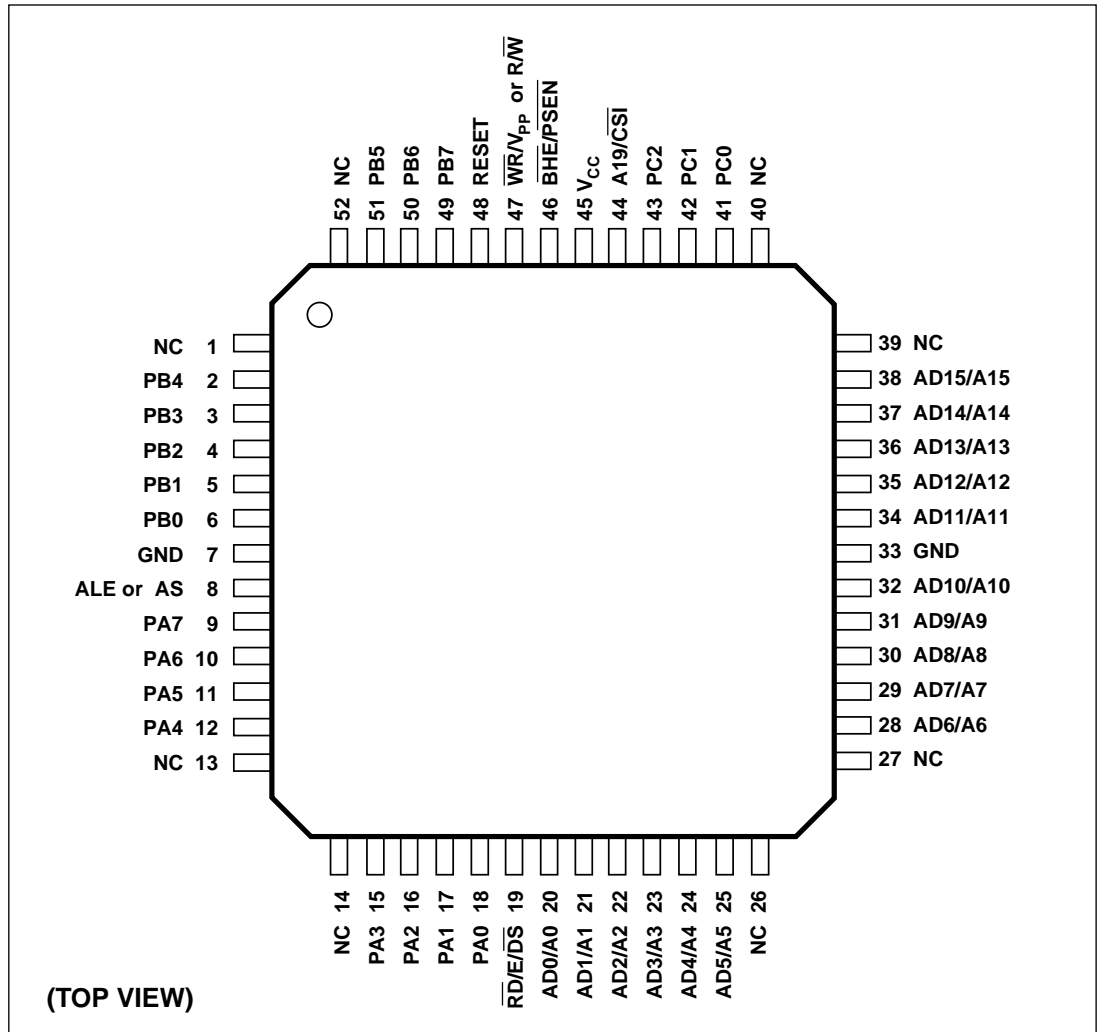 52 NC
51 PB5
50 PB6
49 PB7
48 RESET
47 W̅R̅/VPP or R/W̅
46 B̅H̅E̅/P̅S̅E̅N̅
45 VCC
44 A19/C̅S̅I̅
43 PC2
42 PC1
41 PC0
40 NC
NC 1
PB4 2
PB3 3
PB2 4
PB1 5
PB0 6
GND 7
ALE or AS 8
PA7 9
PA6 10
PA5 11
PA4 12
NC 13
39 NC
38 AD15/A15
37 AD14/A14
36 AD13/A13
35 AD12/A12
34 AD11/A11
33 GND
32 AD10/A10
31 AD9/A9
30 AD8/A8
29 AD7/A7
28 AD6/A6
27 NC
NC 14
PA3 15
PA2 16
PA1 17
PA0 18
R̅D̅/E/D̅S̅ 19
AD0/A0 20
AD1/A1 21
AD2/A2 22
AD3/A3 23
AD4/A4 24
AD5/A5 25
NC 26
(TOP VIEW)